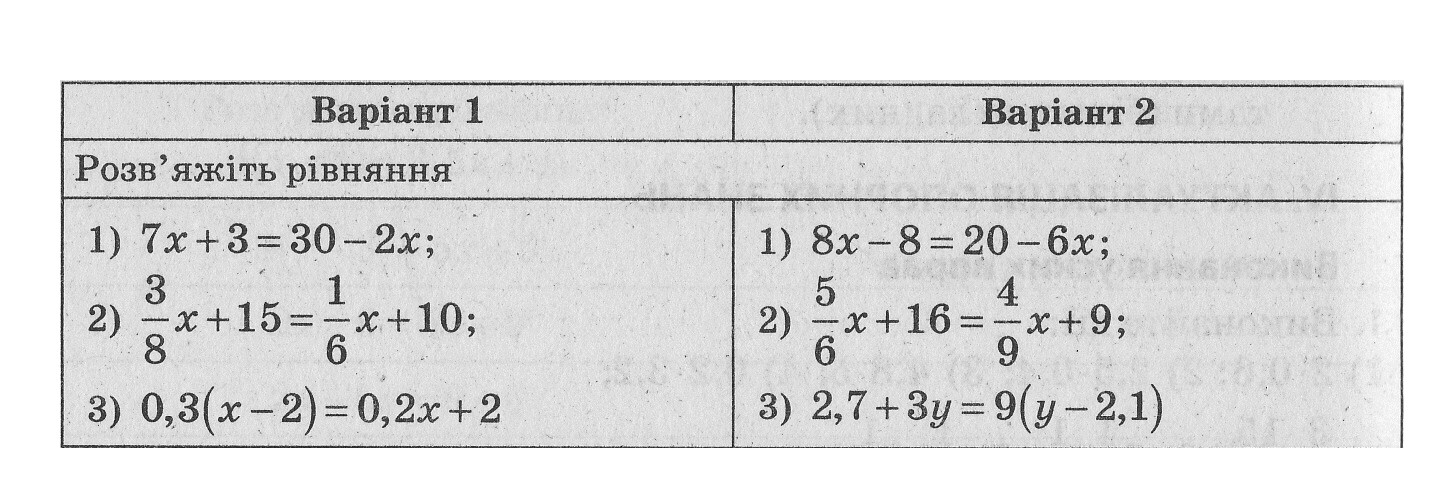 Варіант 1
Варіант 2
Розв’яжіть рівняння
1) 7x + 3 = 30 − 2x;
2) 3/8 x + 15 = 1/6 x + 10;
3) 0,3(x − 2) = 0,2x + 2
1) 8x − 8 = 20 − 6x;
2) 5/6 x + 16 = 4/9 x + 9;
3) 2,7 + 3y = 9(y − 2,1)